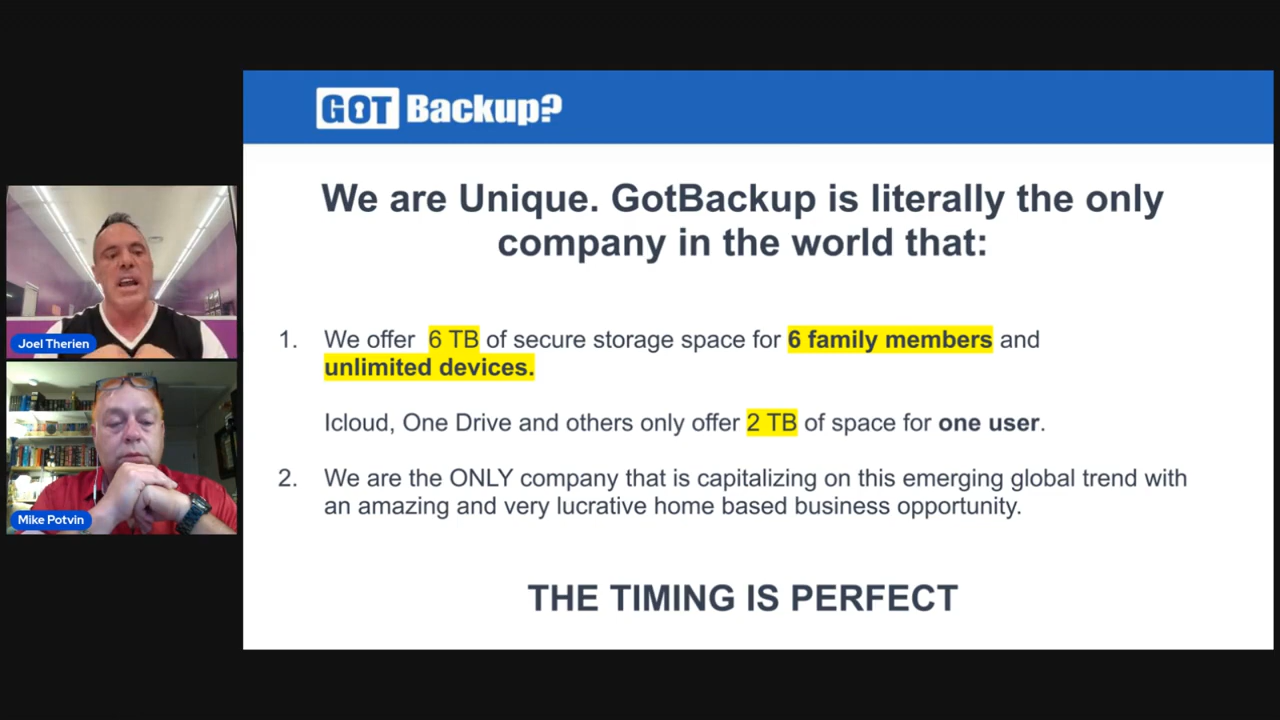 GOT Backup?
We are Unique. GotBackup is literally the only
company in the world that:
1. We offer 6 TB of secure storage space for 6 family members and
unlimited devices.
Icloud, One Drive and others only offer 2 TB of space for one user.
2. We are the ONLY company that is capitalizing on this emerging global trend with
an amazing and very lucrative home based business opportunity.
THE TIMING IS PERFECT
Joel Therien
Mike Potvin